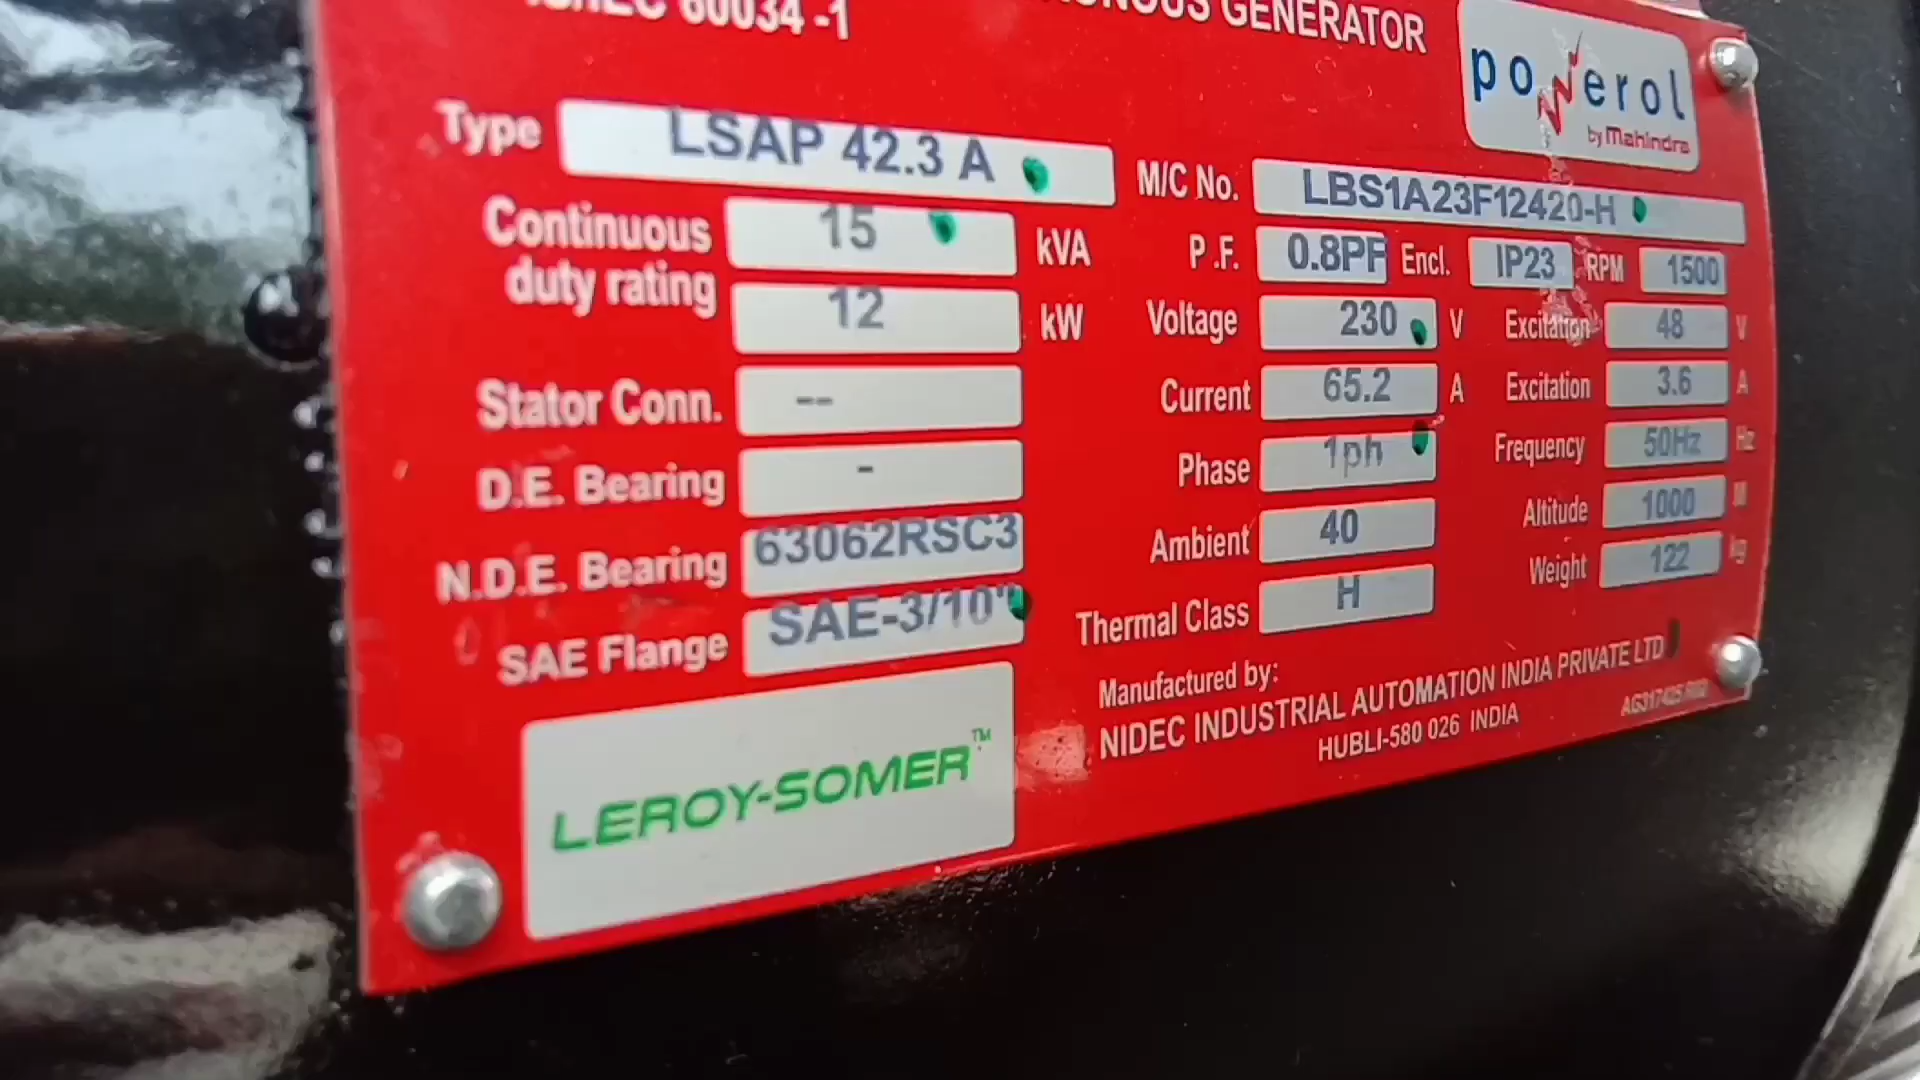 60034 -1
GENERATOR
powerol
by Mahindra
Type LSAP 42.3 A
M/C No. LBS1A23F12420-H
Continuous duty rating 15 kVA
12 kW
P.F. 0.8PF Encl. IP23 RPM 1500
Voltage 230 V Excitation 48 V
Stator Conn. --
Current 65.2 A Excitation 3.6 A
D.E. Bearing -
Phase 1ph Frequency 50Hz Hz
N.D.E. Bearing 63062RSC3
Ambient 40 Altitude 1000 M
SAE Flange SAE-3/10"
Thermal Class H Weight 122 kg
LEROY-SOMER™
Manufactured by:
NIDEC INDUSTRIAL AUTOMATION INDIA PRIVATE LTD
HUBLI-580 026 INDIA